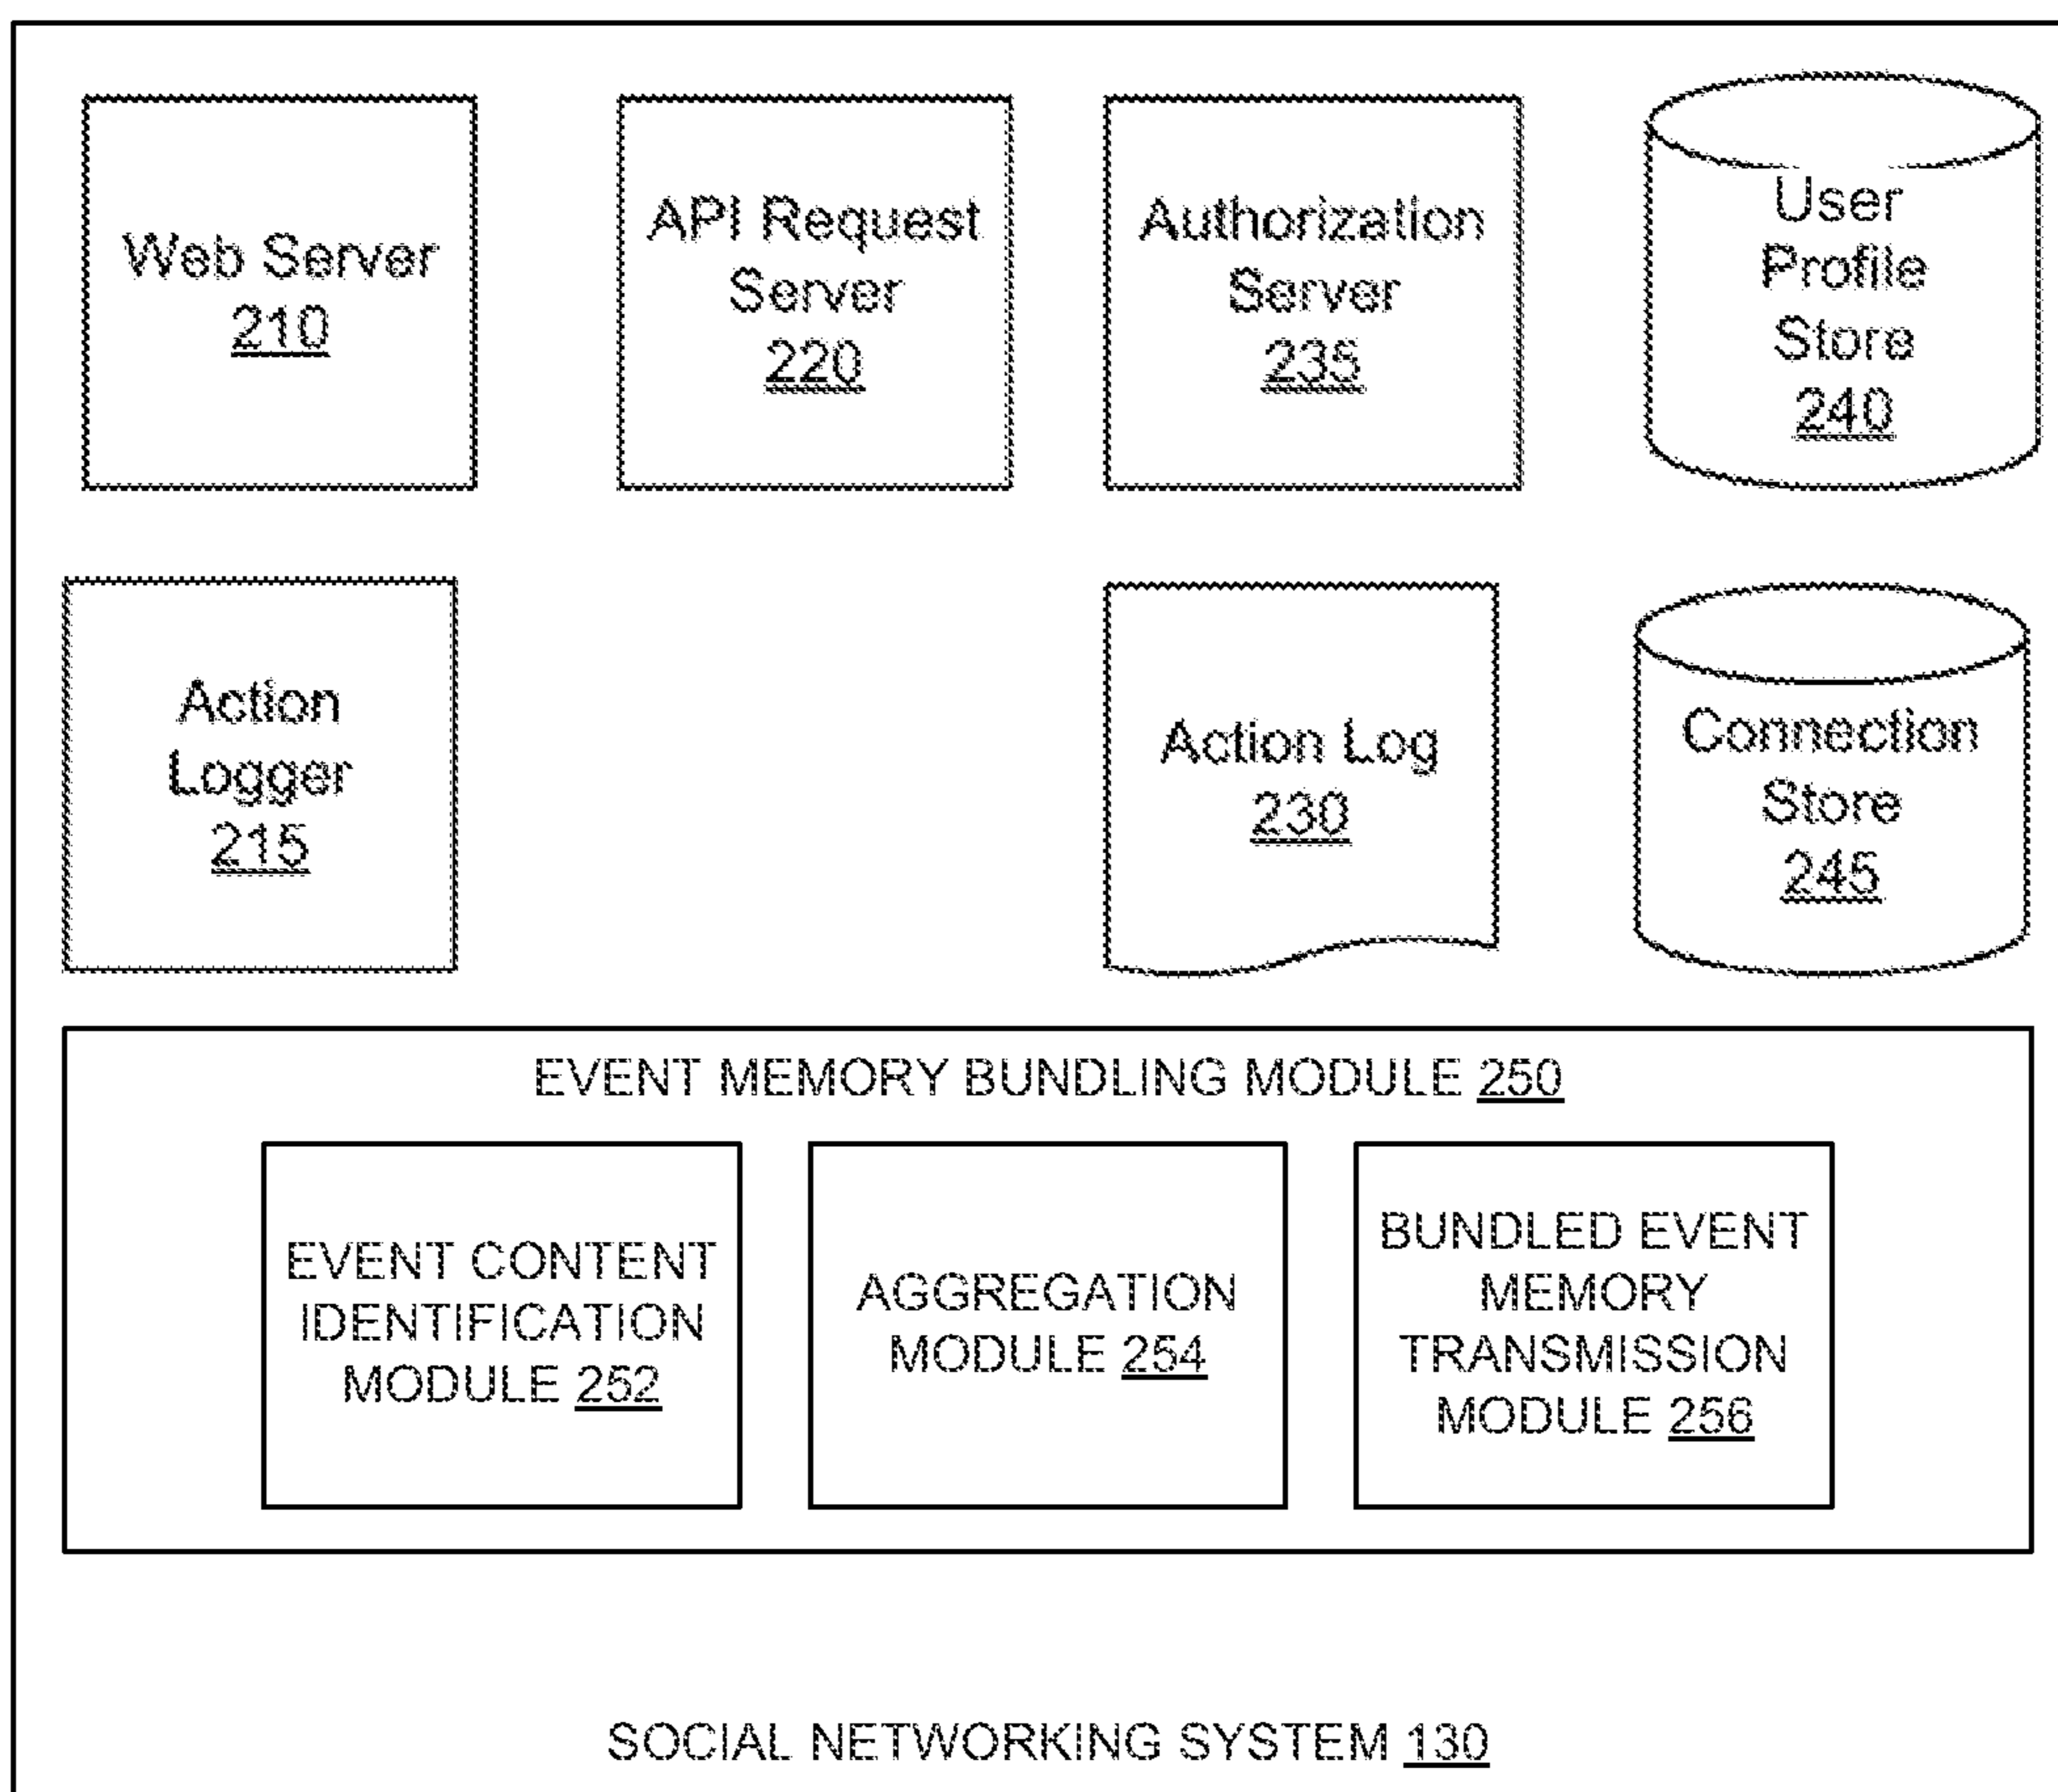 Web Server
210
API Request
Server
220
Authorization
Server
235
User
Profile
Store
240
Action
Logger
215
Action Log
230
Connection
Store
245
EVENT MEMORY BUNDLING MODULE 250
EVENT CONTENT
IDENTIFICATION
MODULE 252
AGGREGATION
MODULE 254
BUNDLED EVENT
MEMORY
TRANSMISSION
MODULE 256
SOCIAL NETWORKING SYSTEM 130